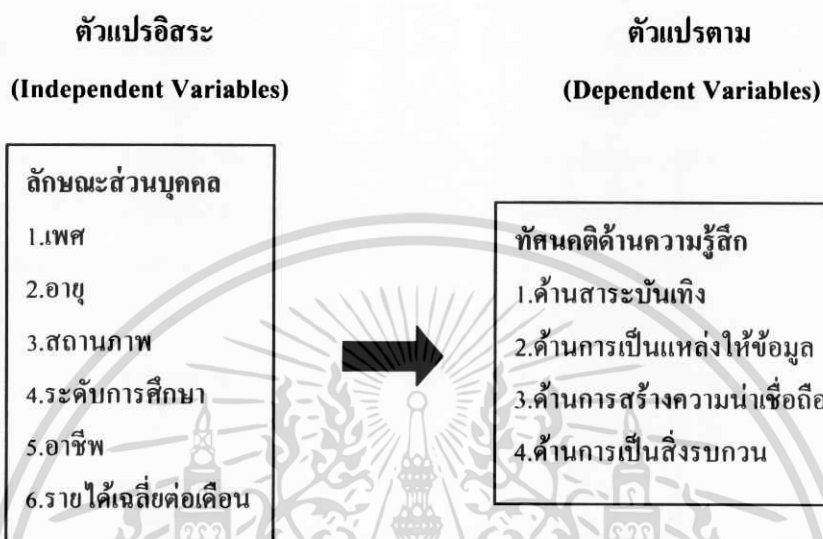 ตัวแปรอิสระ
(Independent Variables)
ลักษณะส่วนบุคคล
1.เพศ
2.อายุ
3.สถานภาพ
4.ระดับการศึกษา
5.อาชีพ
6.รายได้เฉลี่ยต่อเดือน
ตัวแปรตาม
(Dependent Variables)
ทัศนคติด้านความรู้สึก
1.ด้านสาระบันเทิง
2.ด้านการเป็นแหล่งให้ข้อมูล
3.ด้านการสร้างความน่าเชื่อถือ
4.ด้านการเป็นสิ่งรบกวน